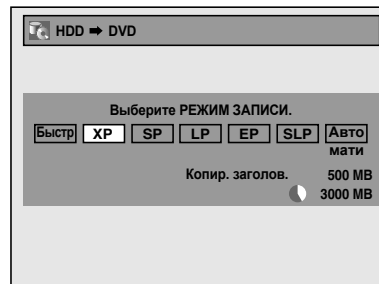 HDD ➡ DVD
Выберите РЕЖИМ ЗАПИСИ.
Быстр XP SP LP EP SLP Авто
мати
Копир. заголов. 500 MB
3000 MB